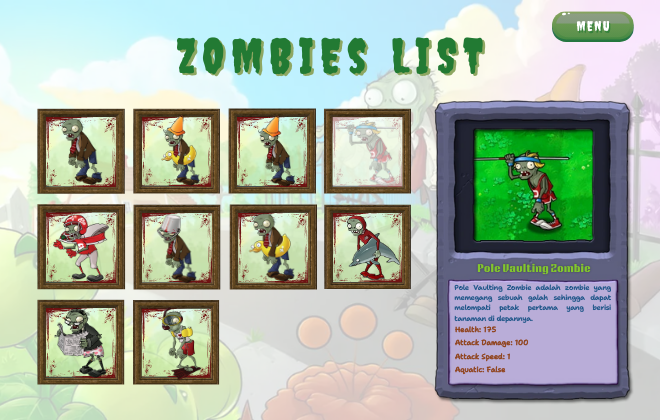 MENU
ZOMBIES LIST
Pole Vaulting Zombie
Pole Vaulting Zombie adalah zombie yang
memegang sebuah galah sehingga dapat
melompati petak pertama yang berisi
tanaman di depannya.
Health: 175
Attack Damage: 100
Attack Speed: 1
Aquatic: False